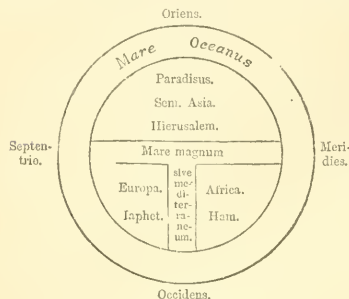 Oriens.
Mare Oceanus
Paradisus.
Sem. Asia.
Hierusalem.
Septen-
trio.
Mare magnum
Meri-
dies.
sive
me-
di-
ter-
ra-
ne-
um.
Europa.
Iaphet.
Africa.
Ham.
Occidens.